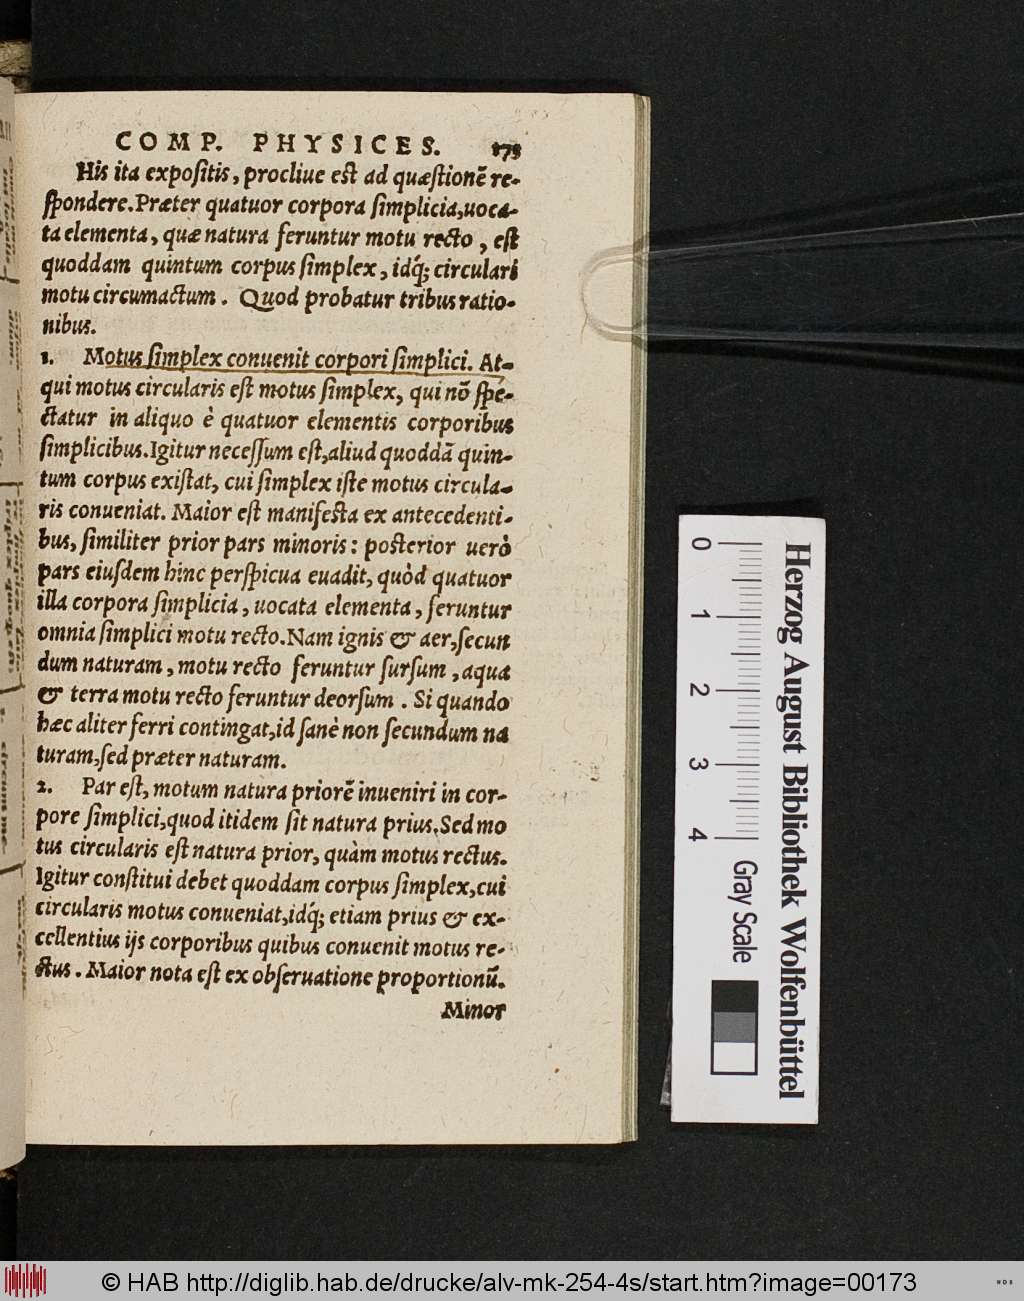 COMP. PHYSICES. 173
His ita expoſitis, procliue eſt ad quæſtionẽ re-
ſpondere. Præter quatuor corpora ſimplicia, uoca-
ta elementa, quæ natura feruntur motu recto, eſt
quoddam quintum corpus ſimplex, idq́; circulari
motu circumactum. Quod probatur tribus ratio-
nibus.
1. Motus ſimplex conuenit corpori ſimplici. At-
qui motus circularis eſt motus ſimplex, qui nõ ſpe-
ctatur in aliquo è quatuor elementis corporibus
ſimplicibus. Igitur neceſſum eſt, aliud quoddã quin-
tum corpus exiſtat, cui ſimplex iſte motus circula-
ris conueniat. Maior eſt manifeſta ex antecedenti-
bus, ſimiliter prior pars minoris: poſterior uerò
pars eiuſdem hinc perſpicua euadit, quòd quatuor
illa corpora ſimplicia, uocata elementa, feruntur
omnia ſimplici motu recto. Nam ignis & aer, ſecun
dum naturam, motu recto feruntur ſurſum, aqua
& terra motu recto feruntur deorſum. Si quando
hæc aliter ferri contingat, id ſanè non ſecundum na
turam, ſed præter naturam.
2. Par eſt, motum natura priorẽ inueniri in cor-
pore ſimplici, quod itidem ſit natura prius. Sed mo
tus circularis eſt natura prior, quàm motus rectus.
Igitur conſtitui debet quoddam corpus ſimplex, cui
circularis motus conueniat, idq́; etiam prius & ex-
cellentius ijs corporibus quibus conuenit motus re-
ctus. Maior nota eſt ex obſeruatione proportionũ.
Minor
0 1 2 3 4 Gray Scale
Herzog August Bibliothek Wolfenbüttel
© HAB http://diglib.hab.de/drucke/alv-mk-254-4s/start.htm?image=00173